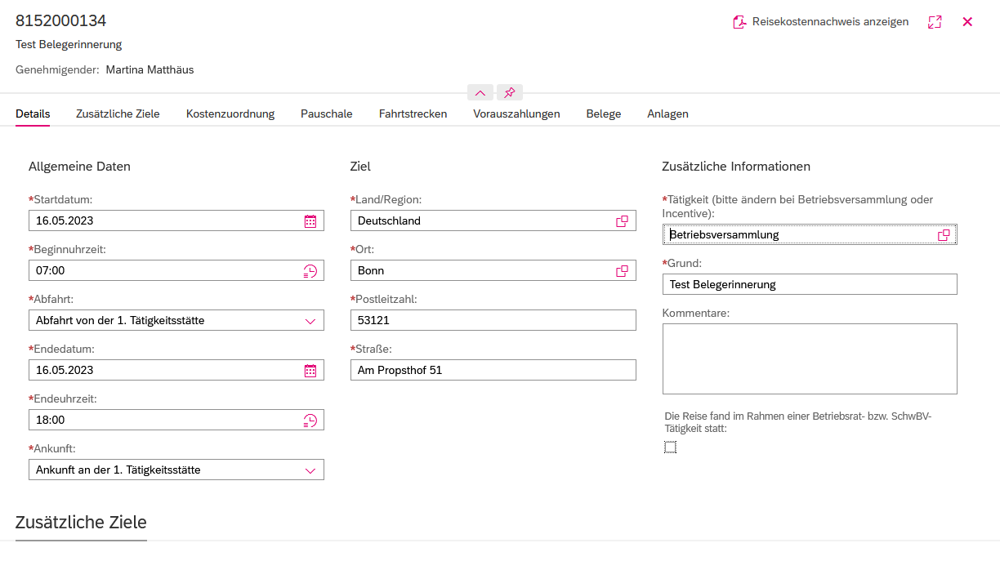 8152000134
Reisekostennachweis anzeigen
Test Belegerinnerung
Genehmigender: Martina Matthäus
Details Zusätzliche Ziele Kostenzuordnung Pauschale Fahrtstrecken Vorauszahlungen Belege Anlagen
Allgemeine Daten
*Startdatum:
16.05.2023
*Beginnuhrzeit:
07:00
*Abfahrt:
Abfahrt von der 1. Tätigkeitsstätte
*Endedatum:
16.05.2023
*Endeuhrzeit:
18:00
*Ankunft:
Ankunft an der 1. Tätigkeitsstätte
Ziel
*Land/Region:
Deutschland
*Ort:
Bonn
*Postleitzahl:
53121
*Straße:
Am Propsthof 51
Zusätzliche Informationen
*Tätigkeit (bitte ändern bei Betriebsversammlung oder
Incentive):
Betriebsversammlung
*Grund:
Test Belegerinnerung
Kommentare:
Die Reise fand im Rahmen einer Betriebsrat- bzw. SchwBV-
Tätigkeit statt:
Zusätzliche Ziele